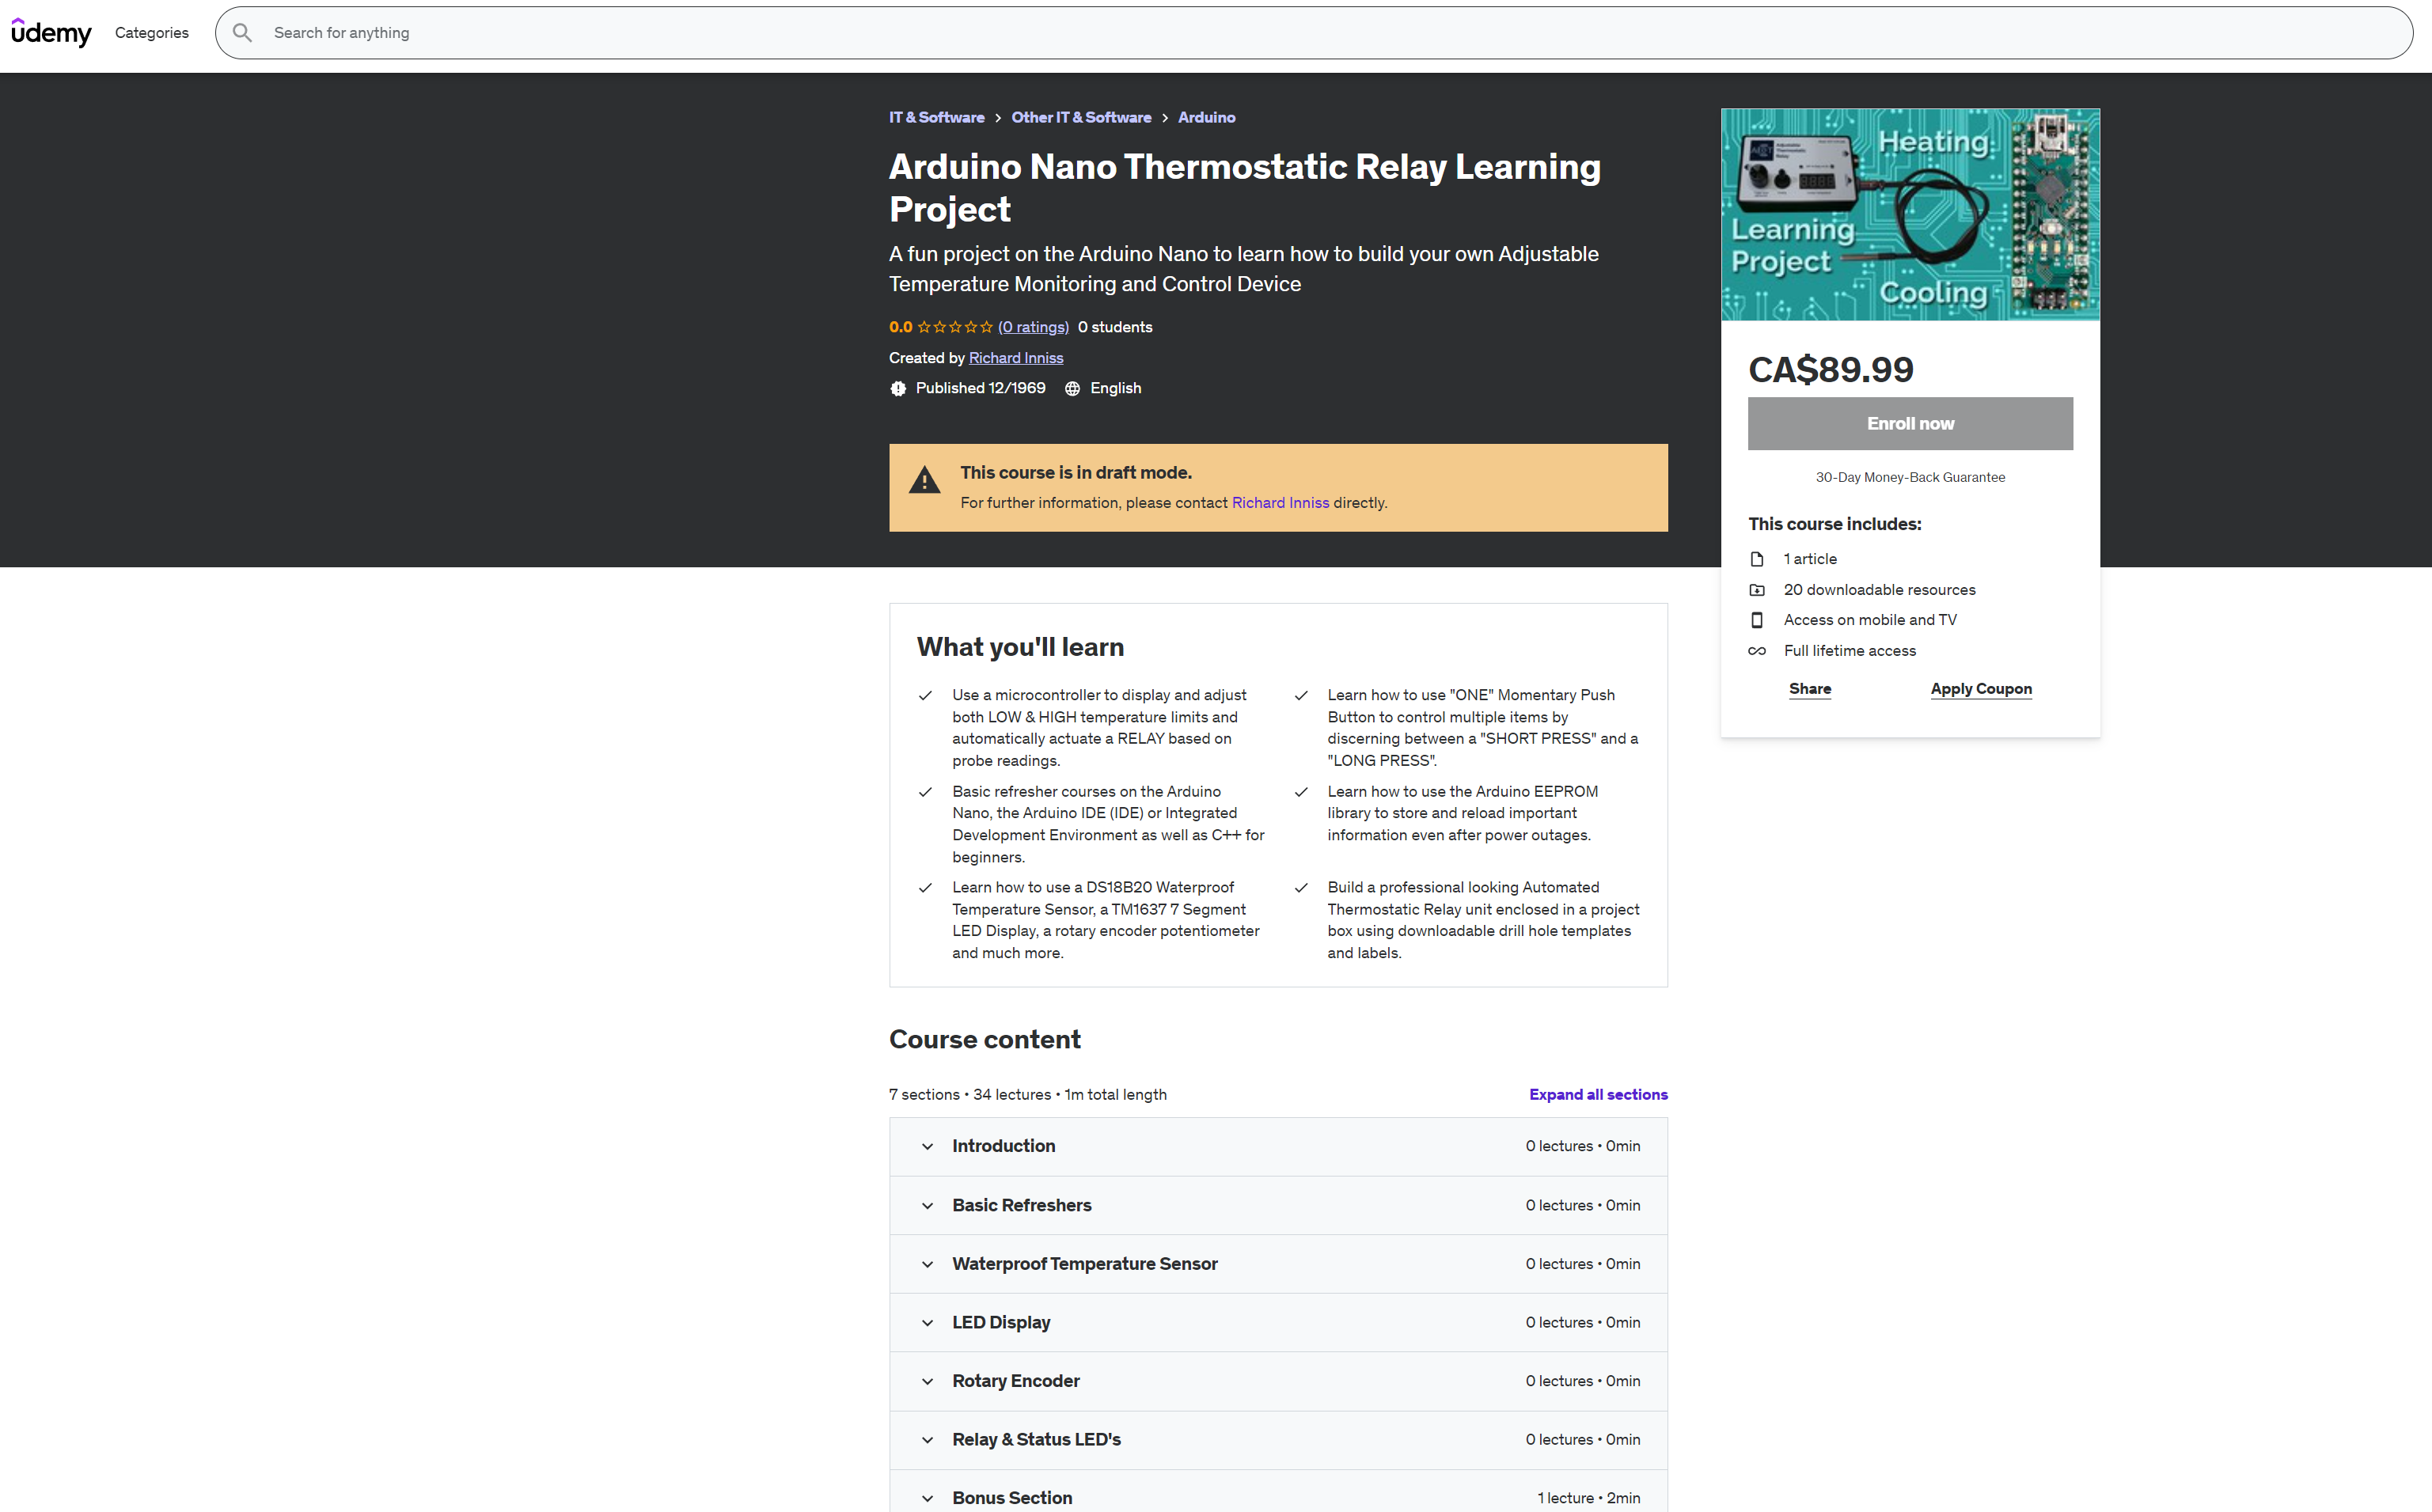 udemy
Categories
Search for anything
IT & Software > Other IT & Software > Arduino
Arduino Nano Thermostatic Relay Learning
Project
A fun project on the Arduino Nano to learn how to build your own Adjustable
Temperature Monitoring and Control Device
0.0 (0 ratings) 0 students
Created by Richard Inniss
Published 12/1969 English
This course is in draft mode.
For further information, please contact Richard Inniss directly.
Heating
Learning
Project
Cooling
CA$89.99
Enroll now
30-Day Money-Back Guarantee
This course includes:
1 article
20 downloadable resources
Access on mobile and TV
Full lifetime access
Share
Apply Coupon
What you'll learn
Use a microcontroller to display and adjust
both LOW & HIGH temperature limits and
automatically actuate a RELAY based on
probe readings.
Learn how to use "ONE" Momentary Push
Button to control multiple items by
discerning between a "SHORT PRESS" and a
"LONG PRESS".
Basic refresher courses on the Arduino
Nano, the Arduino IDE (IDE) or Integrated
Development Environment as well as C++ for
beginners.
Learn how to use the Arduino EEPROM
library to store and reload important
information even after power outages.
Learn how to use a DS18B20 Waterproof
Temperature Sensor, a TM1637 7 Segment
LED Display, a rotary encoder potentiometer
and much more.
Build a professional looking Automated
Thermostatic Relay unit enclosed in a project
box using downloadable drill hole templates
and labels.
Course content
7 sections • 34 lectures • 1m total length
Expand all sections
Introduction 0 lectures • 0min
Basic Refreshers 0 lectures • 0min
Waterproof Temperature Sensor 0 lectures • 0min
LED Display 0 lectures • 0min
Rotary Encoder 0 lectures • 0min
Relay & Status LED's 0 lectures • 0min
Bonus Section 1 lecture • 2min